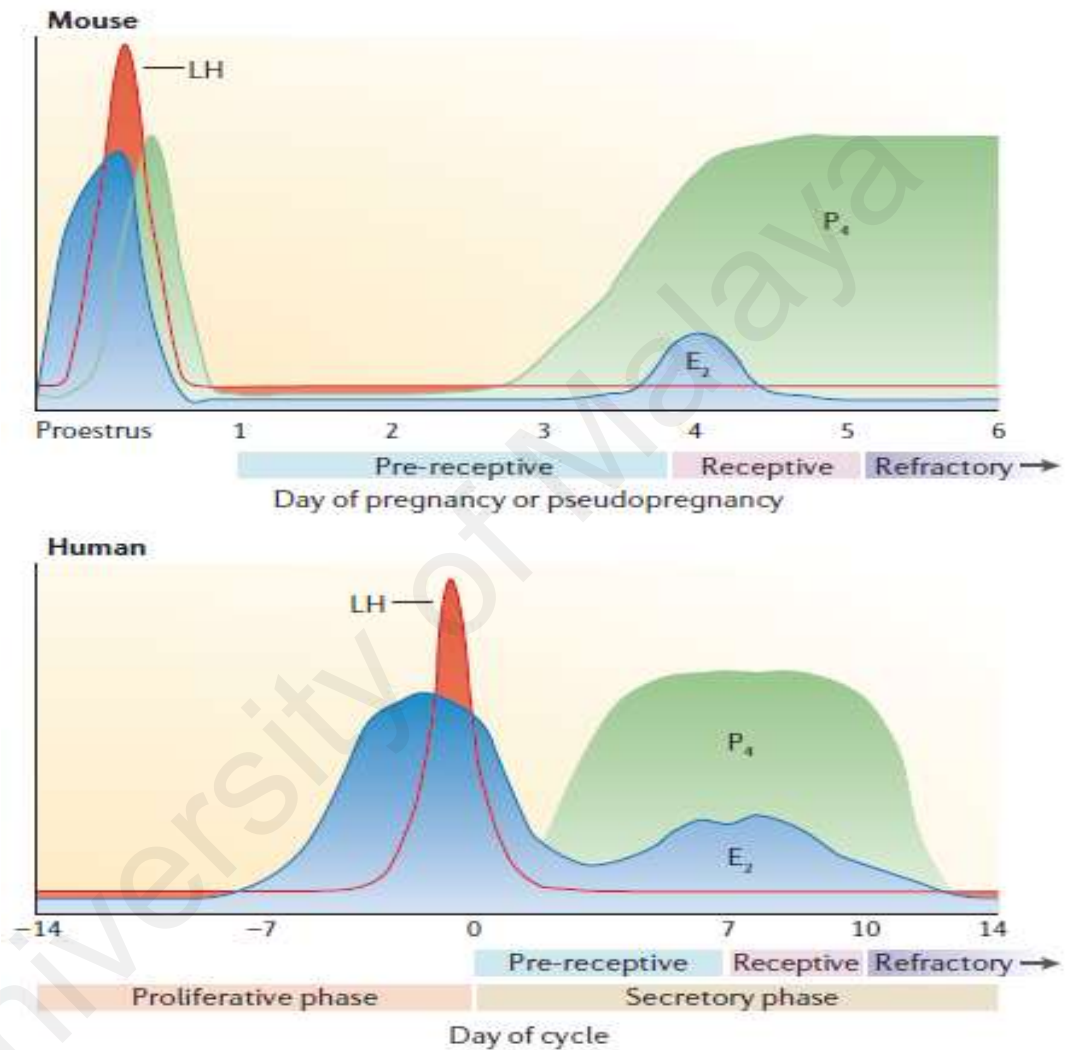 Mouse
LH
P₄
E₂
Proestrus 1 2 3 4 5 6
Pre-receptive Receptive Refractory
Day of pregnancy or pseudopregnancy
Human
LH
P₄
E₂
−14 −7 0 7 10 14
Pre-receptive Receptive Refractory
Proliferative phase Secretory phase
Day of cycle
University of Malaya